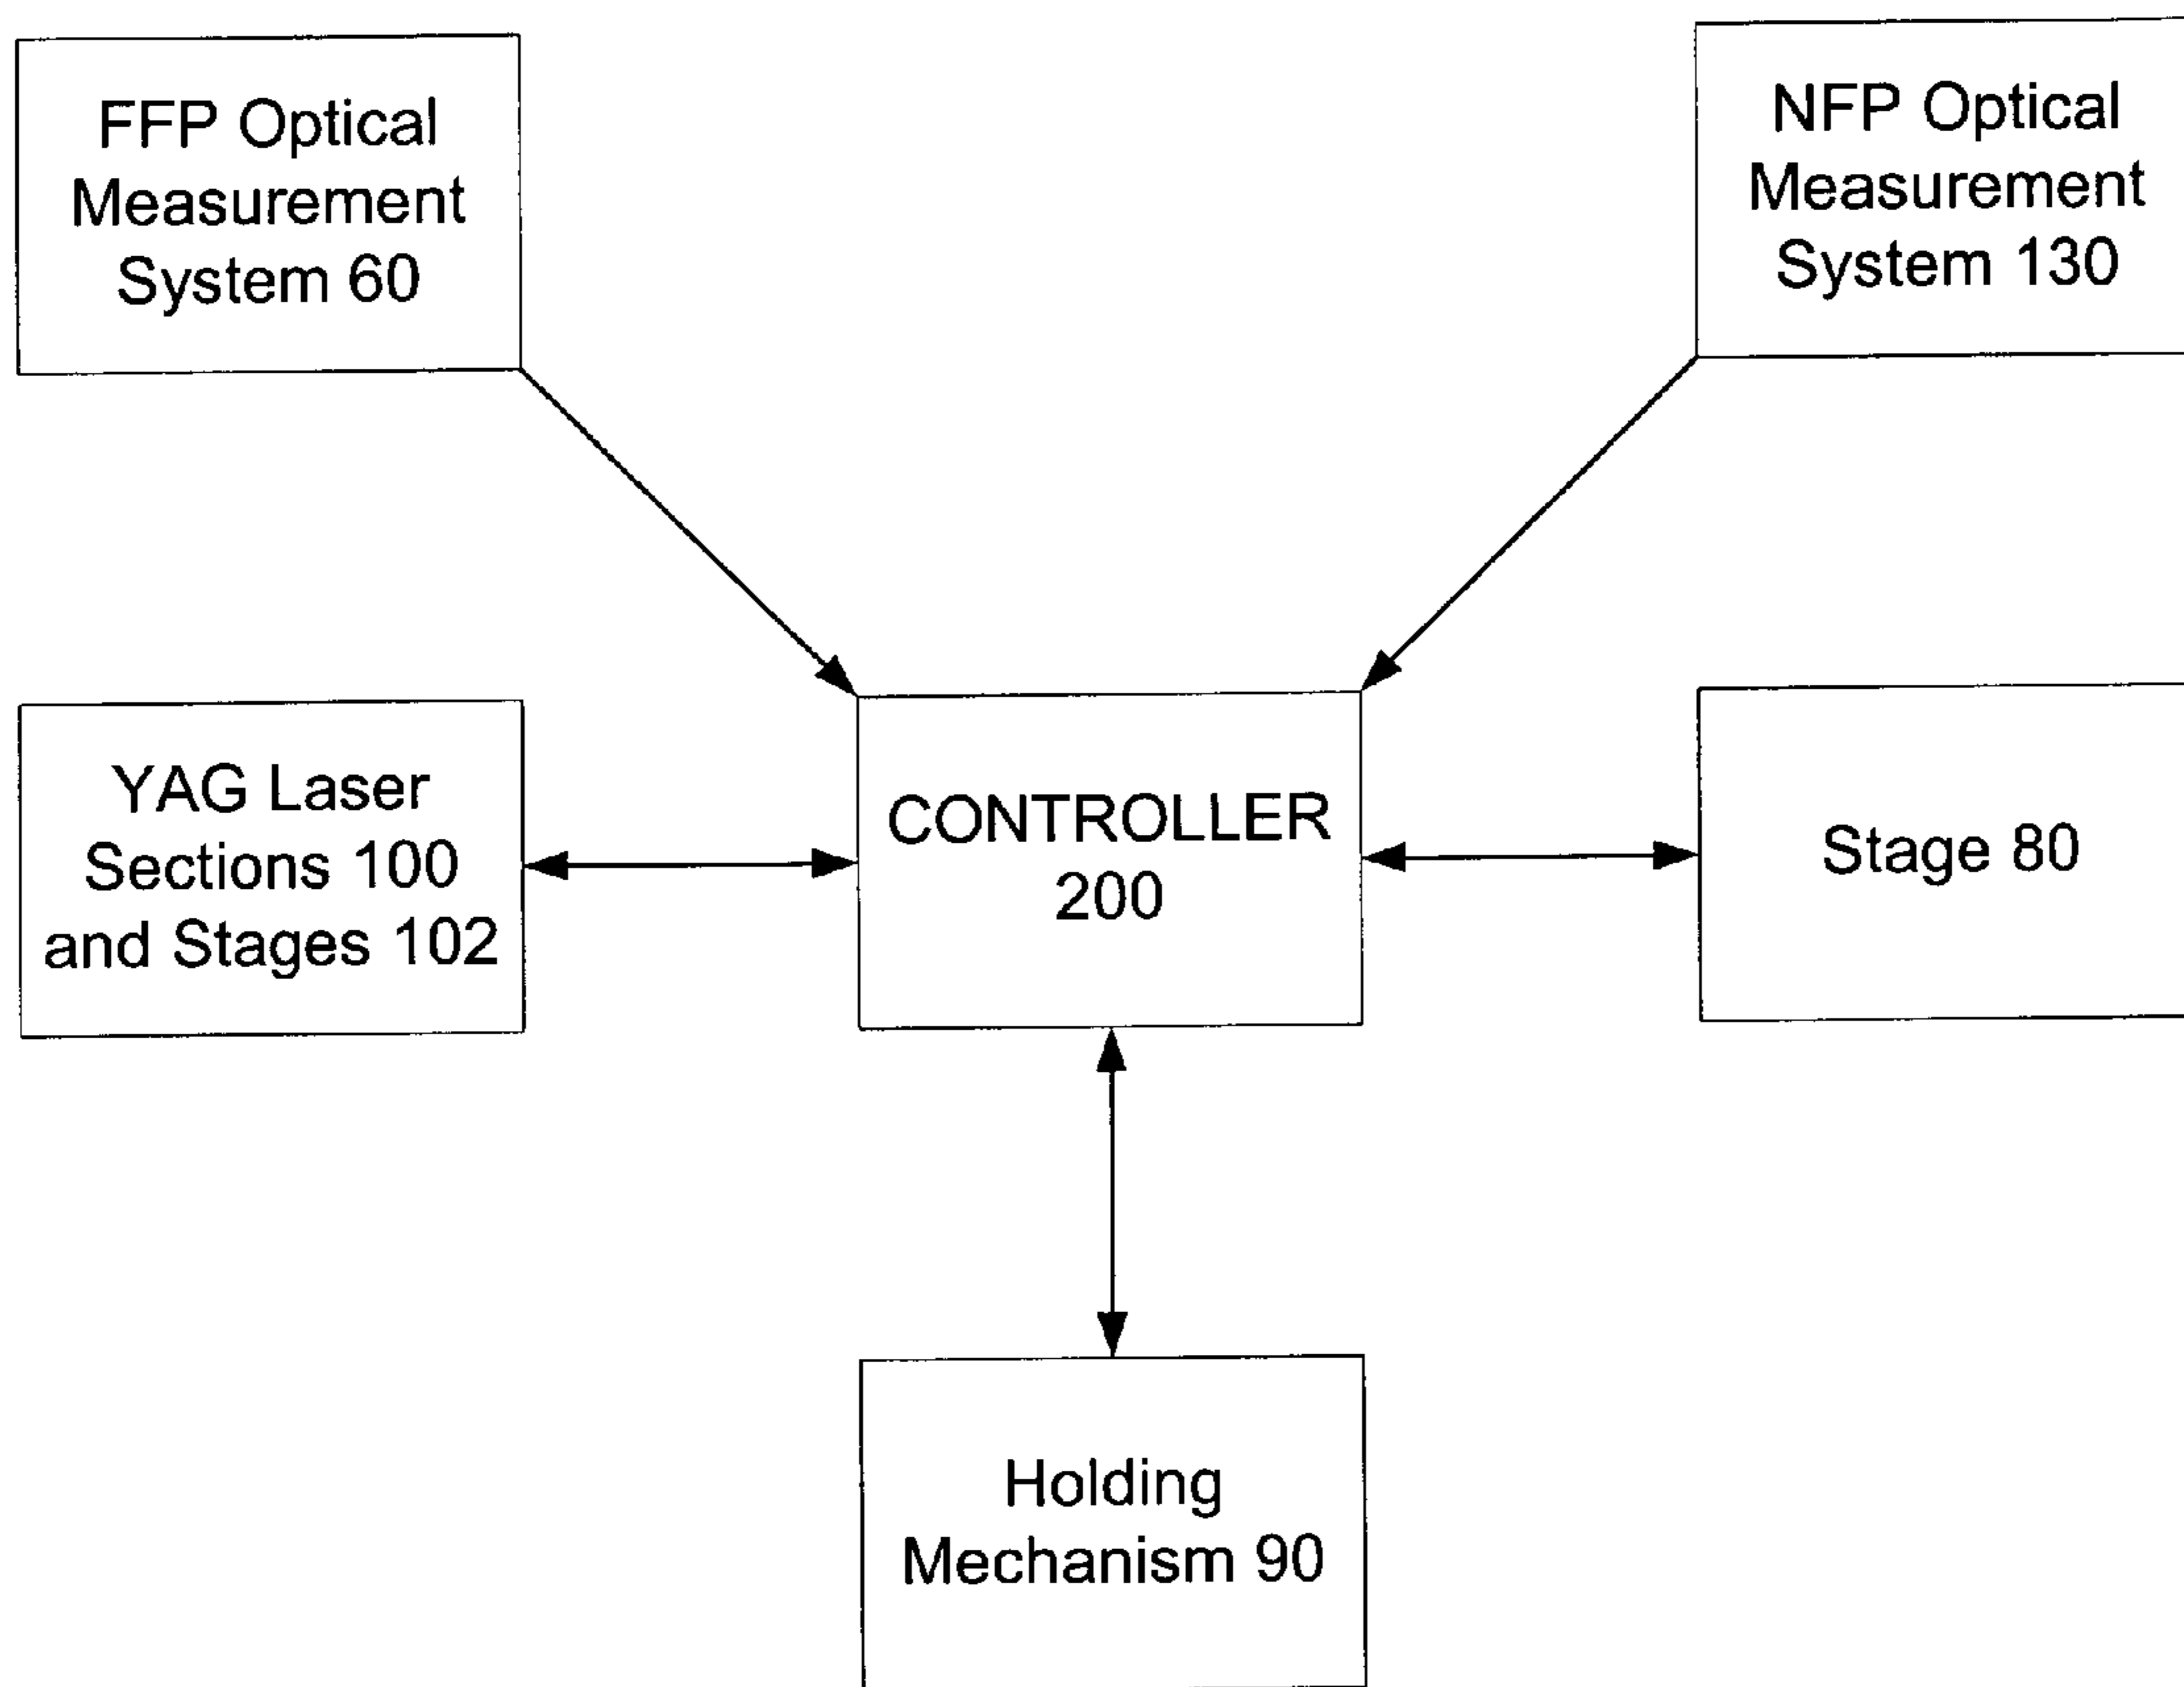 FFP Optical
Measurement
System 60
NFP Optical
Measurement
System 130
YAG Laser
Sections 100
and Stages 102
CONTROLLER
200
Stage 80
Holding
Mechanism 90